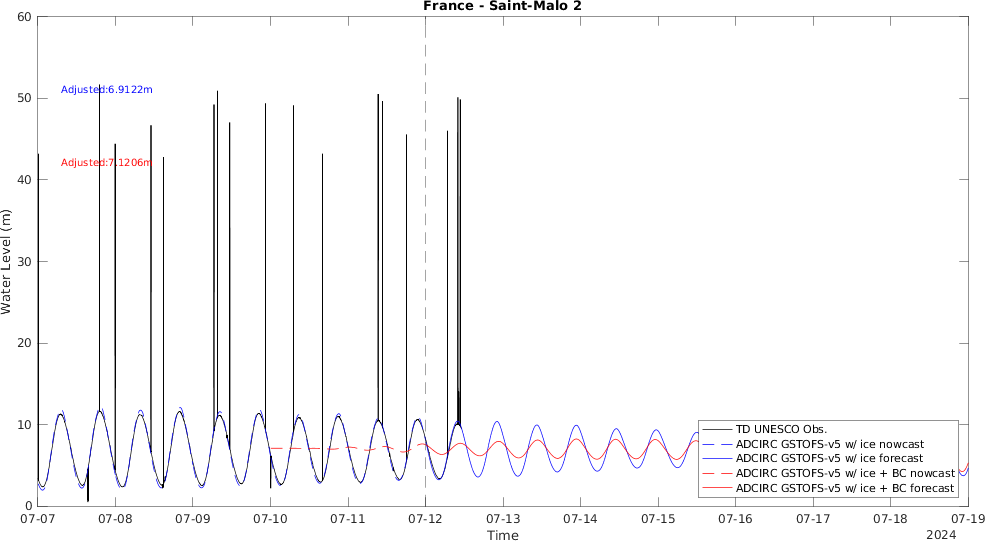 France - Saint-Malo 2
60
50
40
30
20
10
0
Water Level (m)
Adjusted:6.9122m
Adjusted:7.1206m
TD UNESCO Obs.
ADCIRC GSTOFS-v5 w/ ice nowcast
ADCIRC GSTOFS-v5 w/ ice forecast
ADCIRC GSTOFS-v5 w/ ice + BC nowcast
ADCIRC GSTOFS-v5 w/ ice + BC forecast
07-07 07-08 07-09 07-10 07-11 07-12 07-13 07-14 07-15 07-16 07-17 07-18 07-19
Time
2024